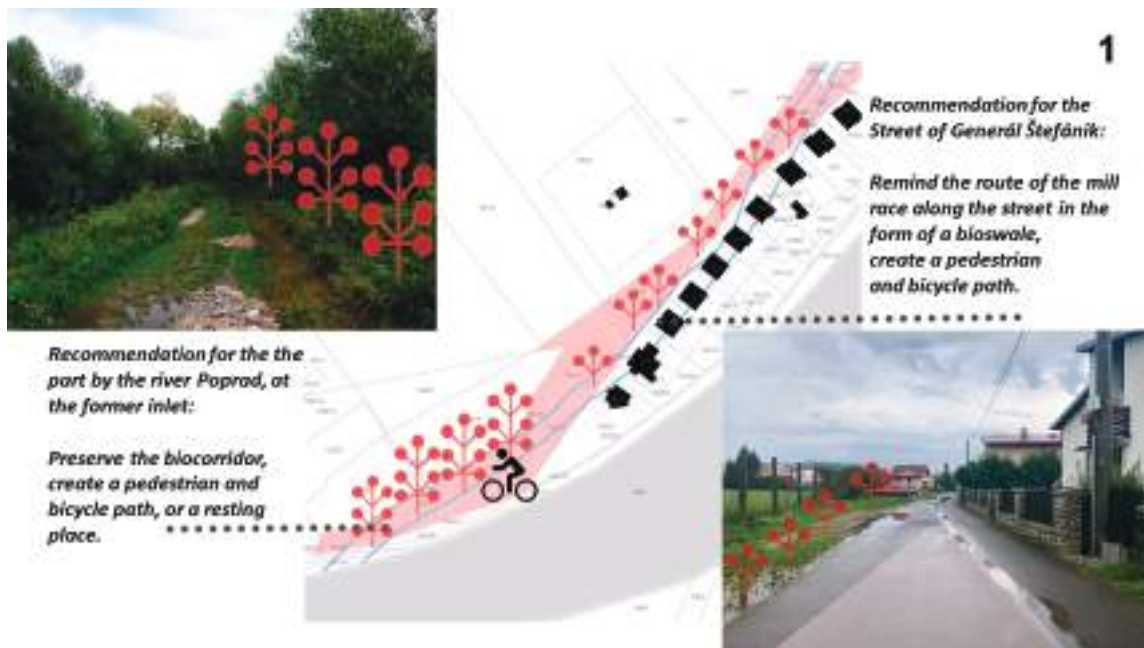 1
Recommendation for the
Street of Generál Štefánik:
Remind the route of the mill
race along the street in the
form of a bioswale,
create a pedestrian
and bicycle path.
Recommendation for the the
part by the river Poprad, at
the former inlet:
Preserve the biocorridor,
create a pedestrian and
bicycle path, or a resting
place.